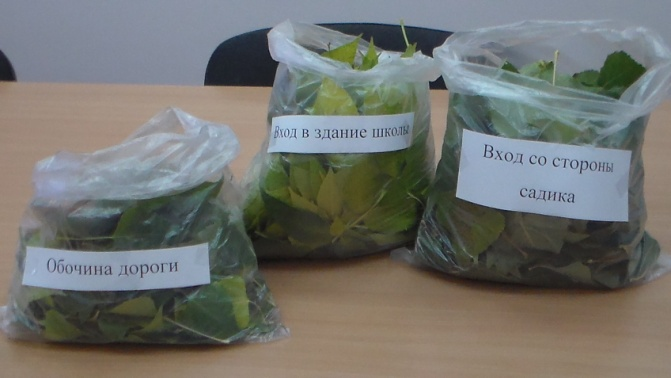 Обочина дороги
Вход в здание школы
Вход со стороны
садика